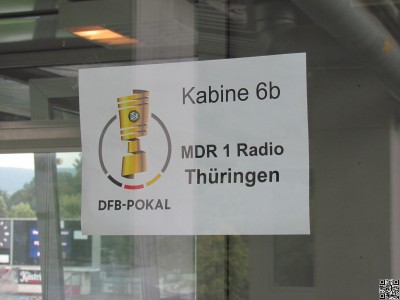 Kabine 6b
MDR 1 Radio
Thüringen
DFB-POKAL